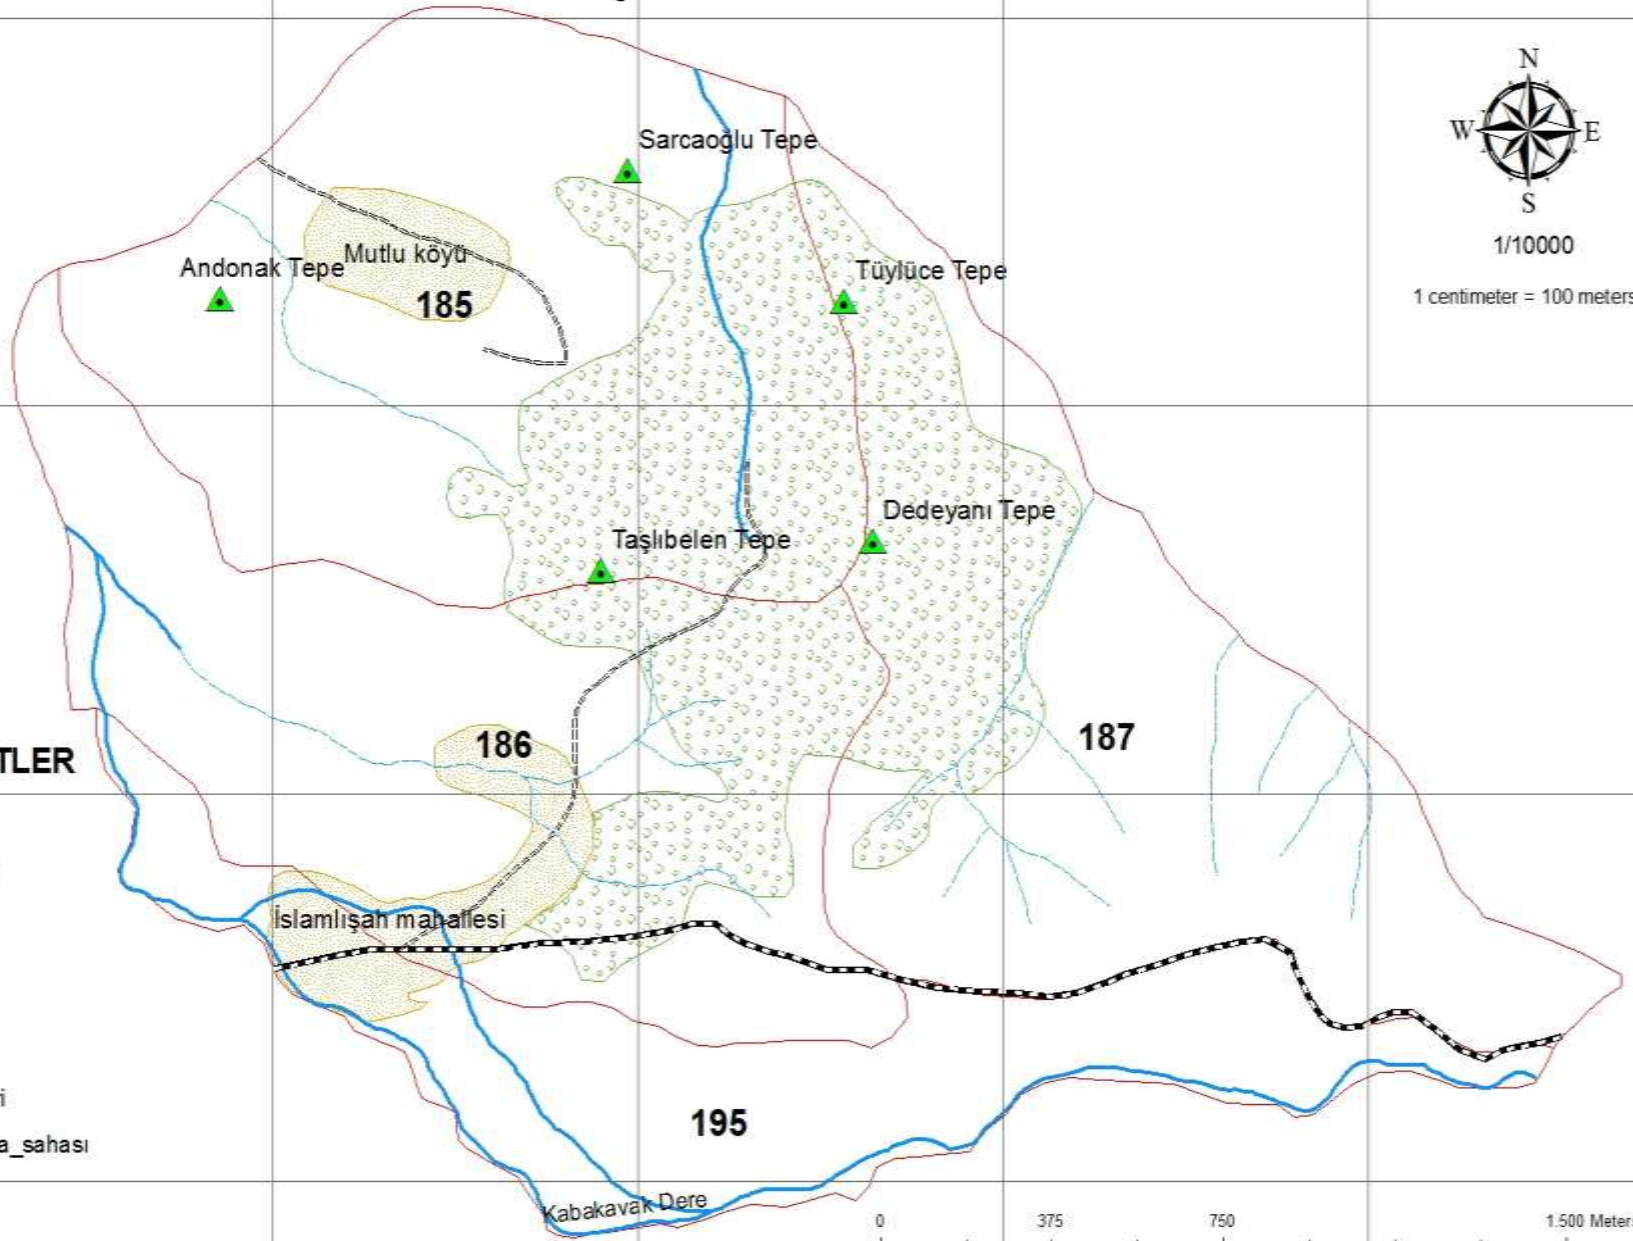 N
W E
S
1/10000
1 centimeter = 100 meters
Sarcaoğlu Tepe
Mutlu köyü
Andonak Tepe
185
Tüylüce Tepe
Dedeyanı Tepe
Taşlıbelen Tepe
186
187
TLER
İslamlışah mahallesi
i
195
a_sahası
Kabakavak Dere
0 375 750 1.500 Meters